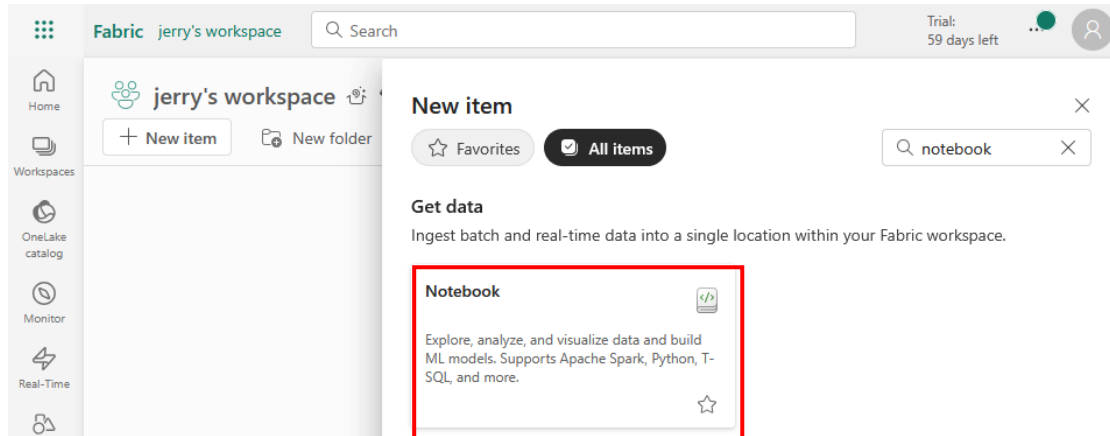 Fabric jerry's workspace
Search
Trial:
59 days left
Home
Workspaces
OneLake
catalog
Monitor
Real-Time
jerry's workspace
New item
New folder
New item
Favorites
All items
notebook
Get data
Ingest batch and real-time data into a single location within your Fabric workspace.
Notebook
Explore, analyze, and visualize data and build
ML models. Supports Apache Spark, Python, T-
SQL, and more.